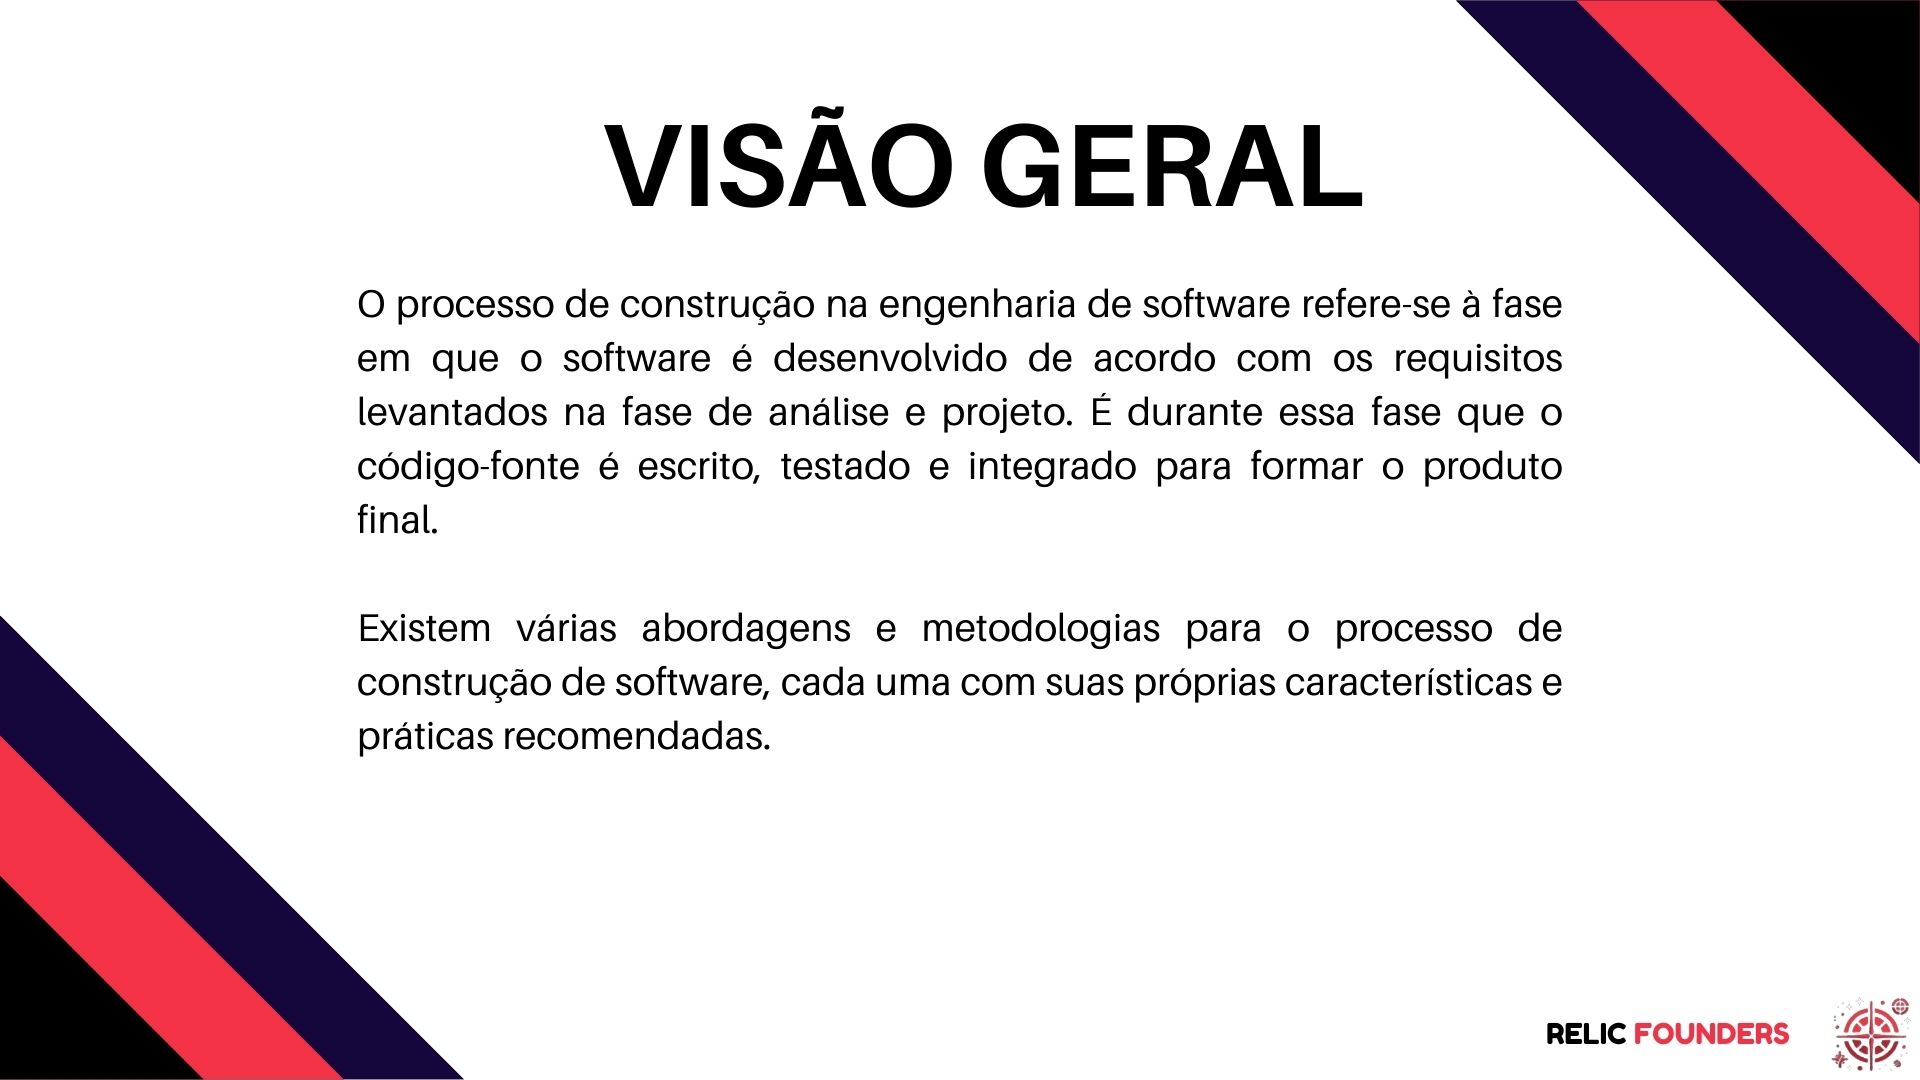 VISÃO GERAL
O processo de construção na engenharia de software refere-se à fase
em que o software é desenvolvido de acordo com os requisitos
levantados na fase de análise e projeto. É durante essa fase que o
código-fonte é escrito, testado e integrado para formar o produto
final.
Existem várias abordagens e metodologias para o processo de
construção de software, cada uma com suas próprias características e
práticas recomendadas.
RELIC FOUNDERS